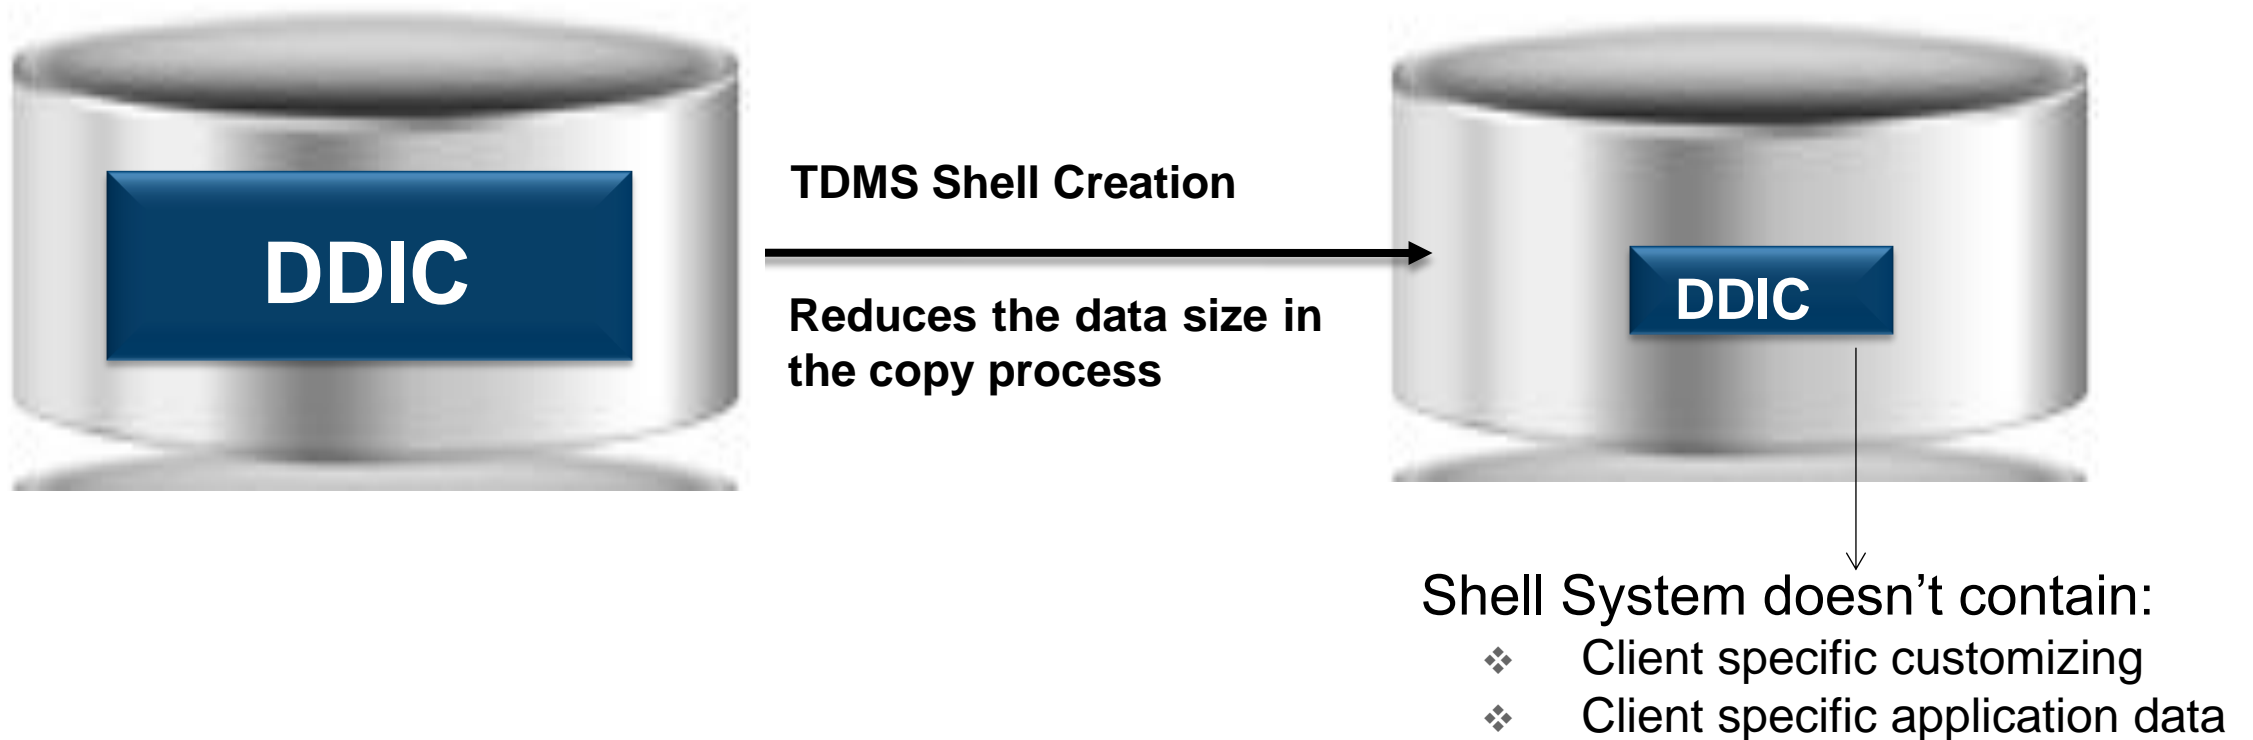 DDIC
TDMS Shell Creation
Reduces the data size in
the copy process
DDIC
Shell System doesn’t contain:
❖ Client specific customizing
❖ Client specific application data